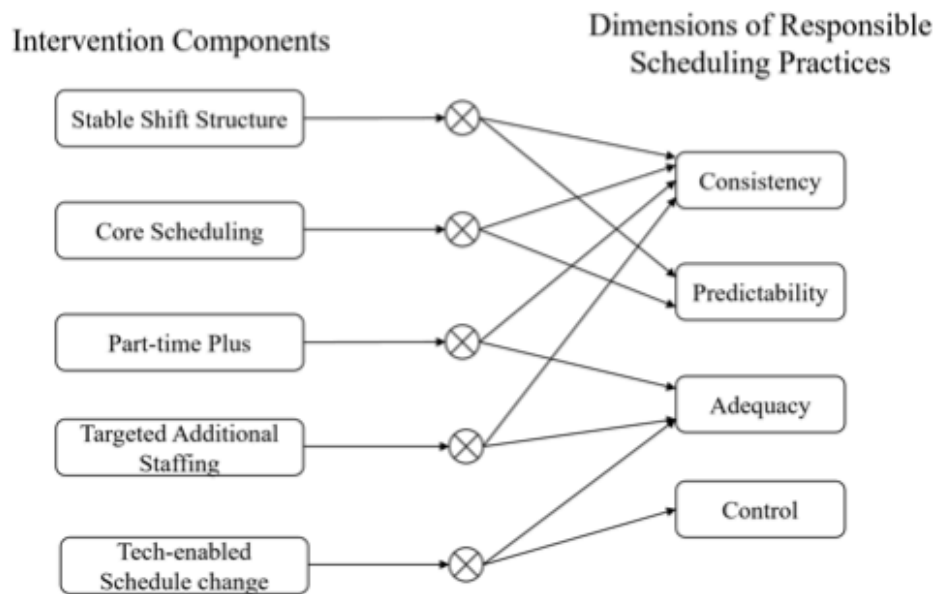 Intervention Components
Dimensions of Responsible
Scheduling Practices
Stable Shift Structure
Core Scheduling
Part-time Plus
Targeted Additional
Staffing
Tech-enabled
Schedule change
Consistency
Predictability
Adequacy
Control